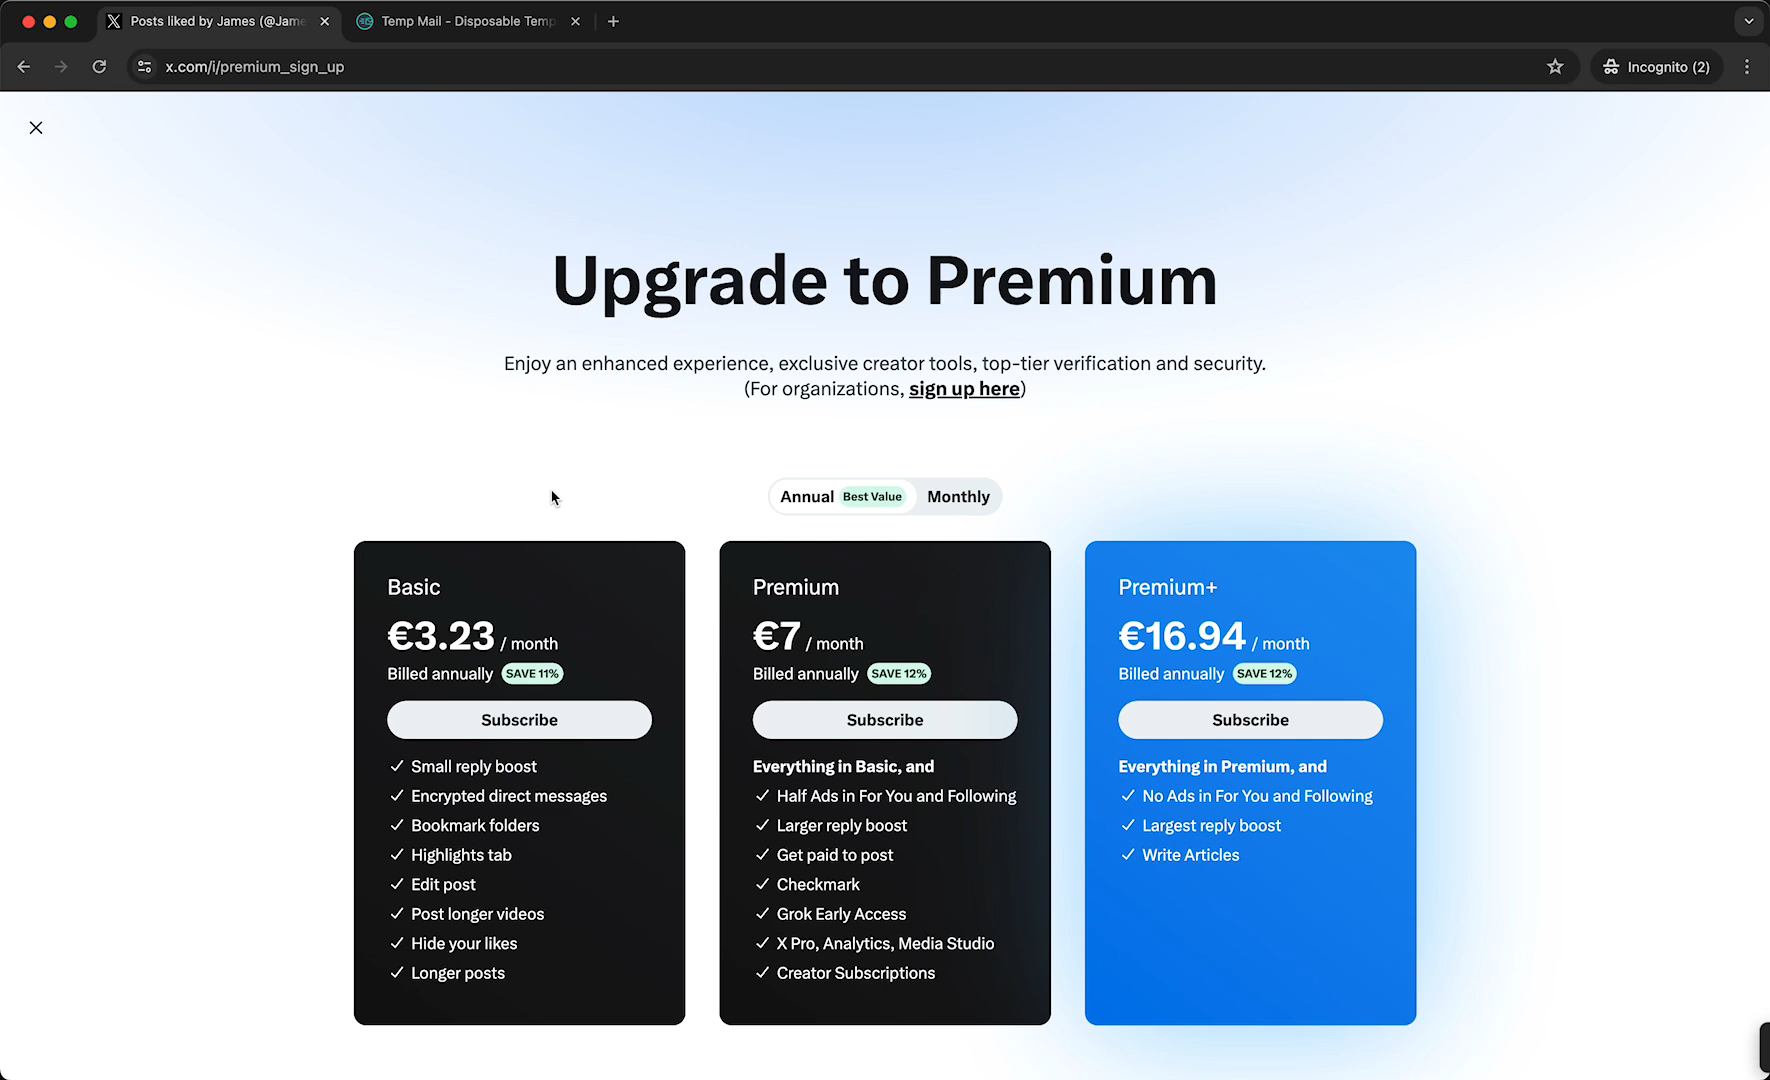 Posts liked by James (@Jame
Temp Mail - Disposable Temp
x.com/i/premium_sign_up
Incognito (2)
Upgrade to Premium
Enjoy an enhanced experience, exclusive creator tools, top-tier verification and security.
(For organizations, sign up here)
Annual Best Value Monthly
Basic
€3.23 / month
Billed annually SAVE 11%
Subscribe
✓ Small reply boost
✓ Encrypted direct messages
✓ Bookmark folders
✓ Highlights tab
✓ Edit post
✓ Post longer videos
✓ Hide your likes
✓ Longer posts
Premium
€7 / month
Billed annually SAVE 12%
Subscribe
Everything in Basic, and
✓ Half Ads in For You and Following
✓ Larger reply boost
✓ Get paid to post
✓ Checkmark
✓ Grok Early Access
✓ X Pro, Analytics, Media Studio
✓ Creator Subscriptions
Premium+
€16.94 / month
Billed annually SAVE 12%
Subscribe
Everything in Premium, and
✓ No Ads in For You and Following
✓ Largest reply boost
✓ Write Articles